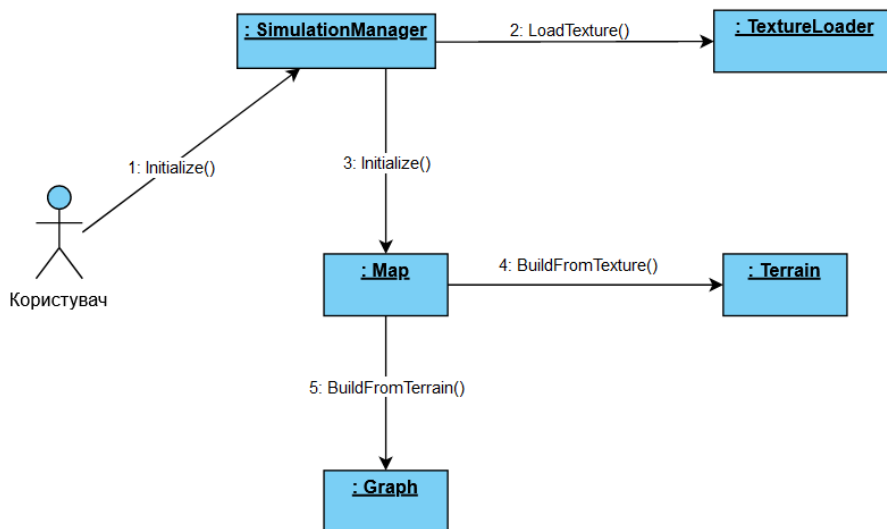 : SimulationManager
2: LoadTexture()
: TextureLoader
1: Initialize()
3: Initialize()
: Map
4: BuildFromTexture()
: Terrain
Користувач
5: BuildFromTerrain()
: Graph